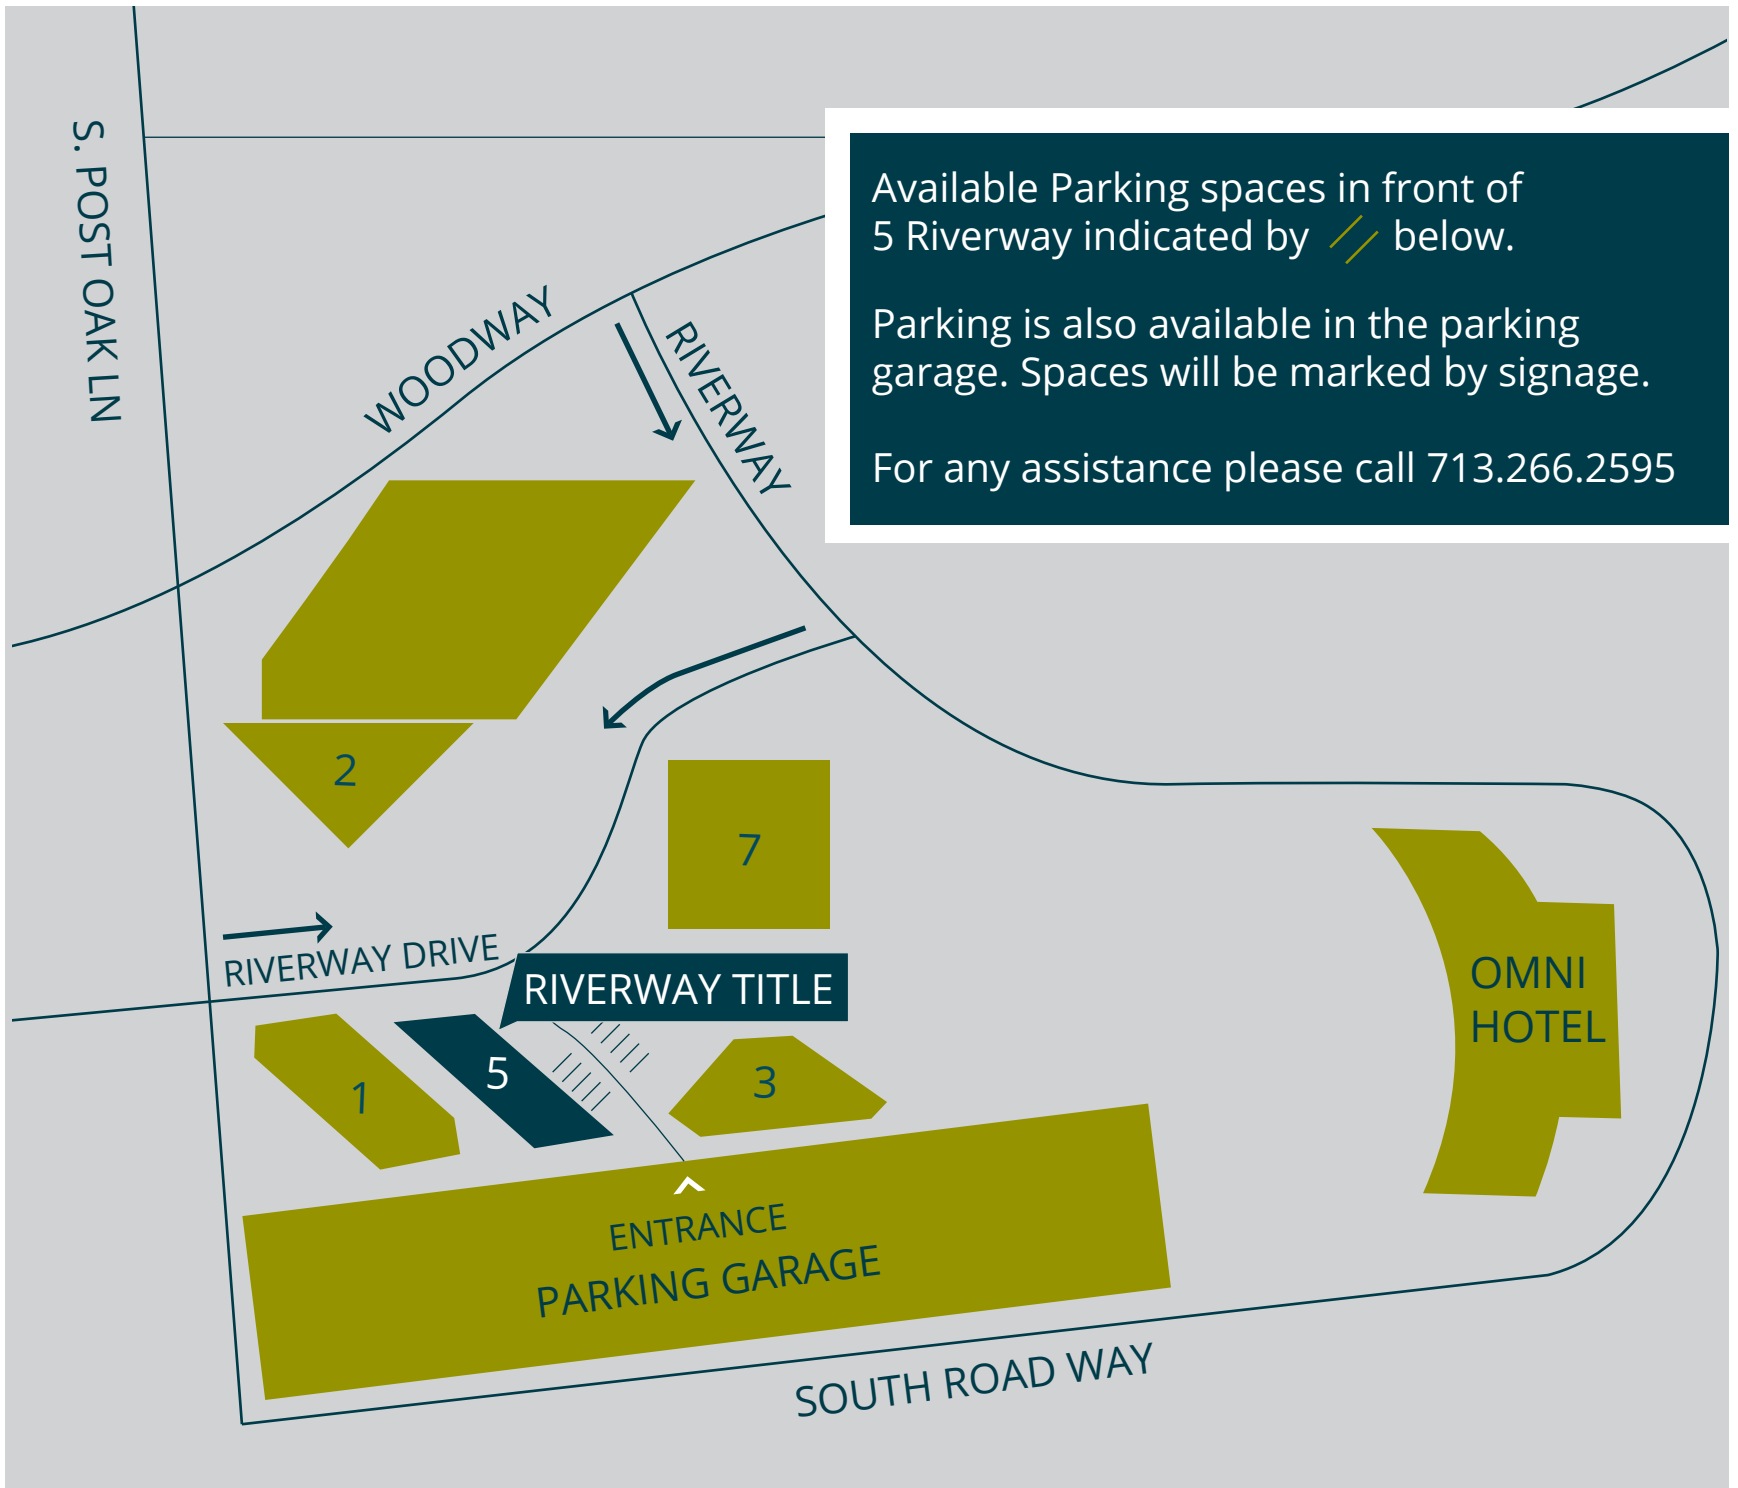 S. POST OAK LN
WOODWAY
RIVERWAY
Available Parking spaces in front of
5 Riverway indicated by // below.
Parking is also available in the parking
garage. Spaces will be marked by signage.
For any assistance please call 713.266.2595
2
7
RIVERWAY DRIVE
RIVERWAY TITLE
1
5
3
OMNI
HOTEL
ENTRANCE
PARKING GARAGE
SOUTH ROAD WAY